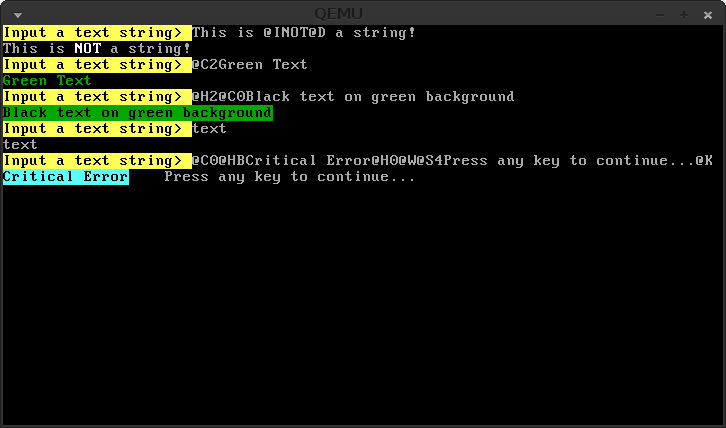 QEMU
Input a text string> This is @INOT@D a string!
This is NOT a string!
Input a text string> @C2Green Text
Green Text
Input a text string> @H2@C0Black text on green background
Black text on green background
Input a text string> text
text
Input a text string> @C0@HBCritical Error@H0@W@S4Press any key to continue...@K
Critical Error    Press any key to continue...